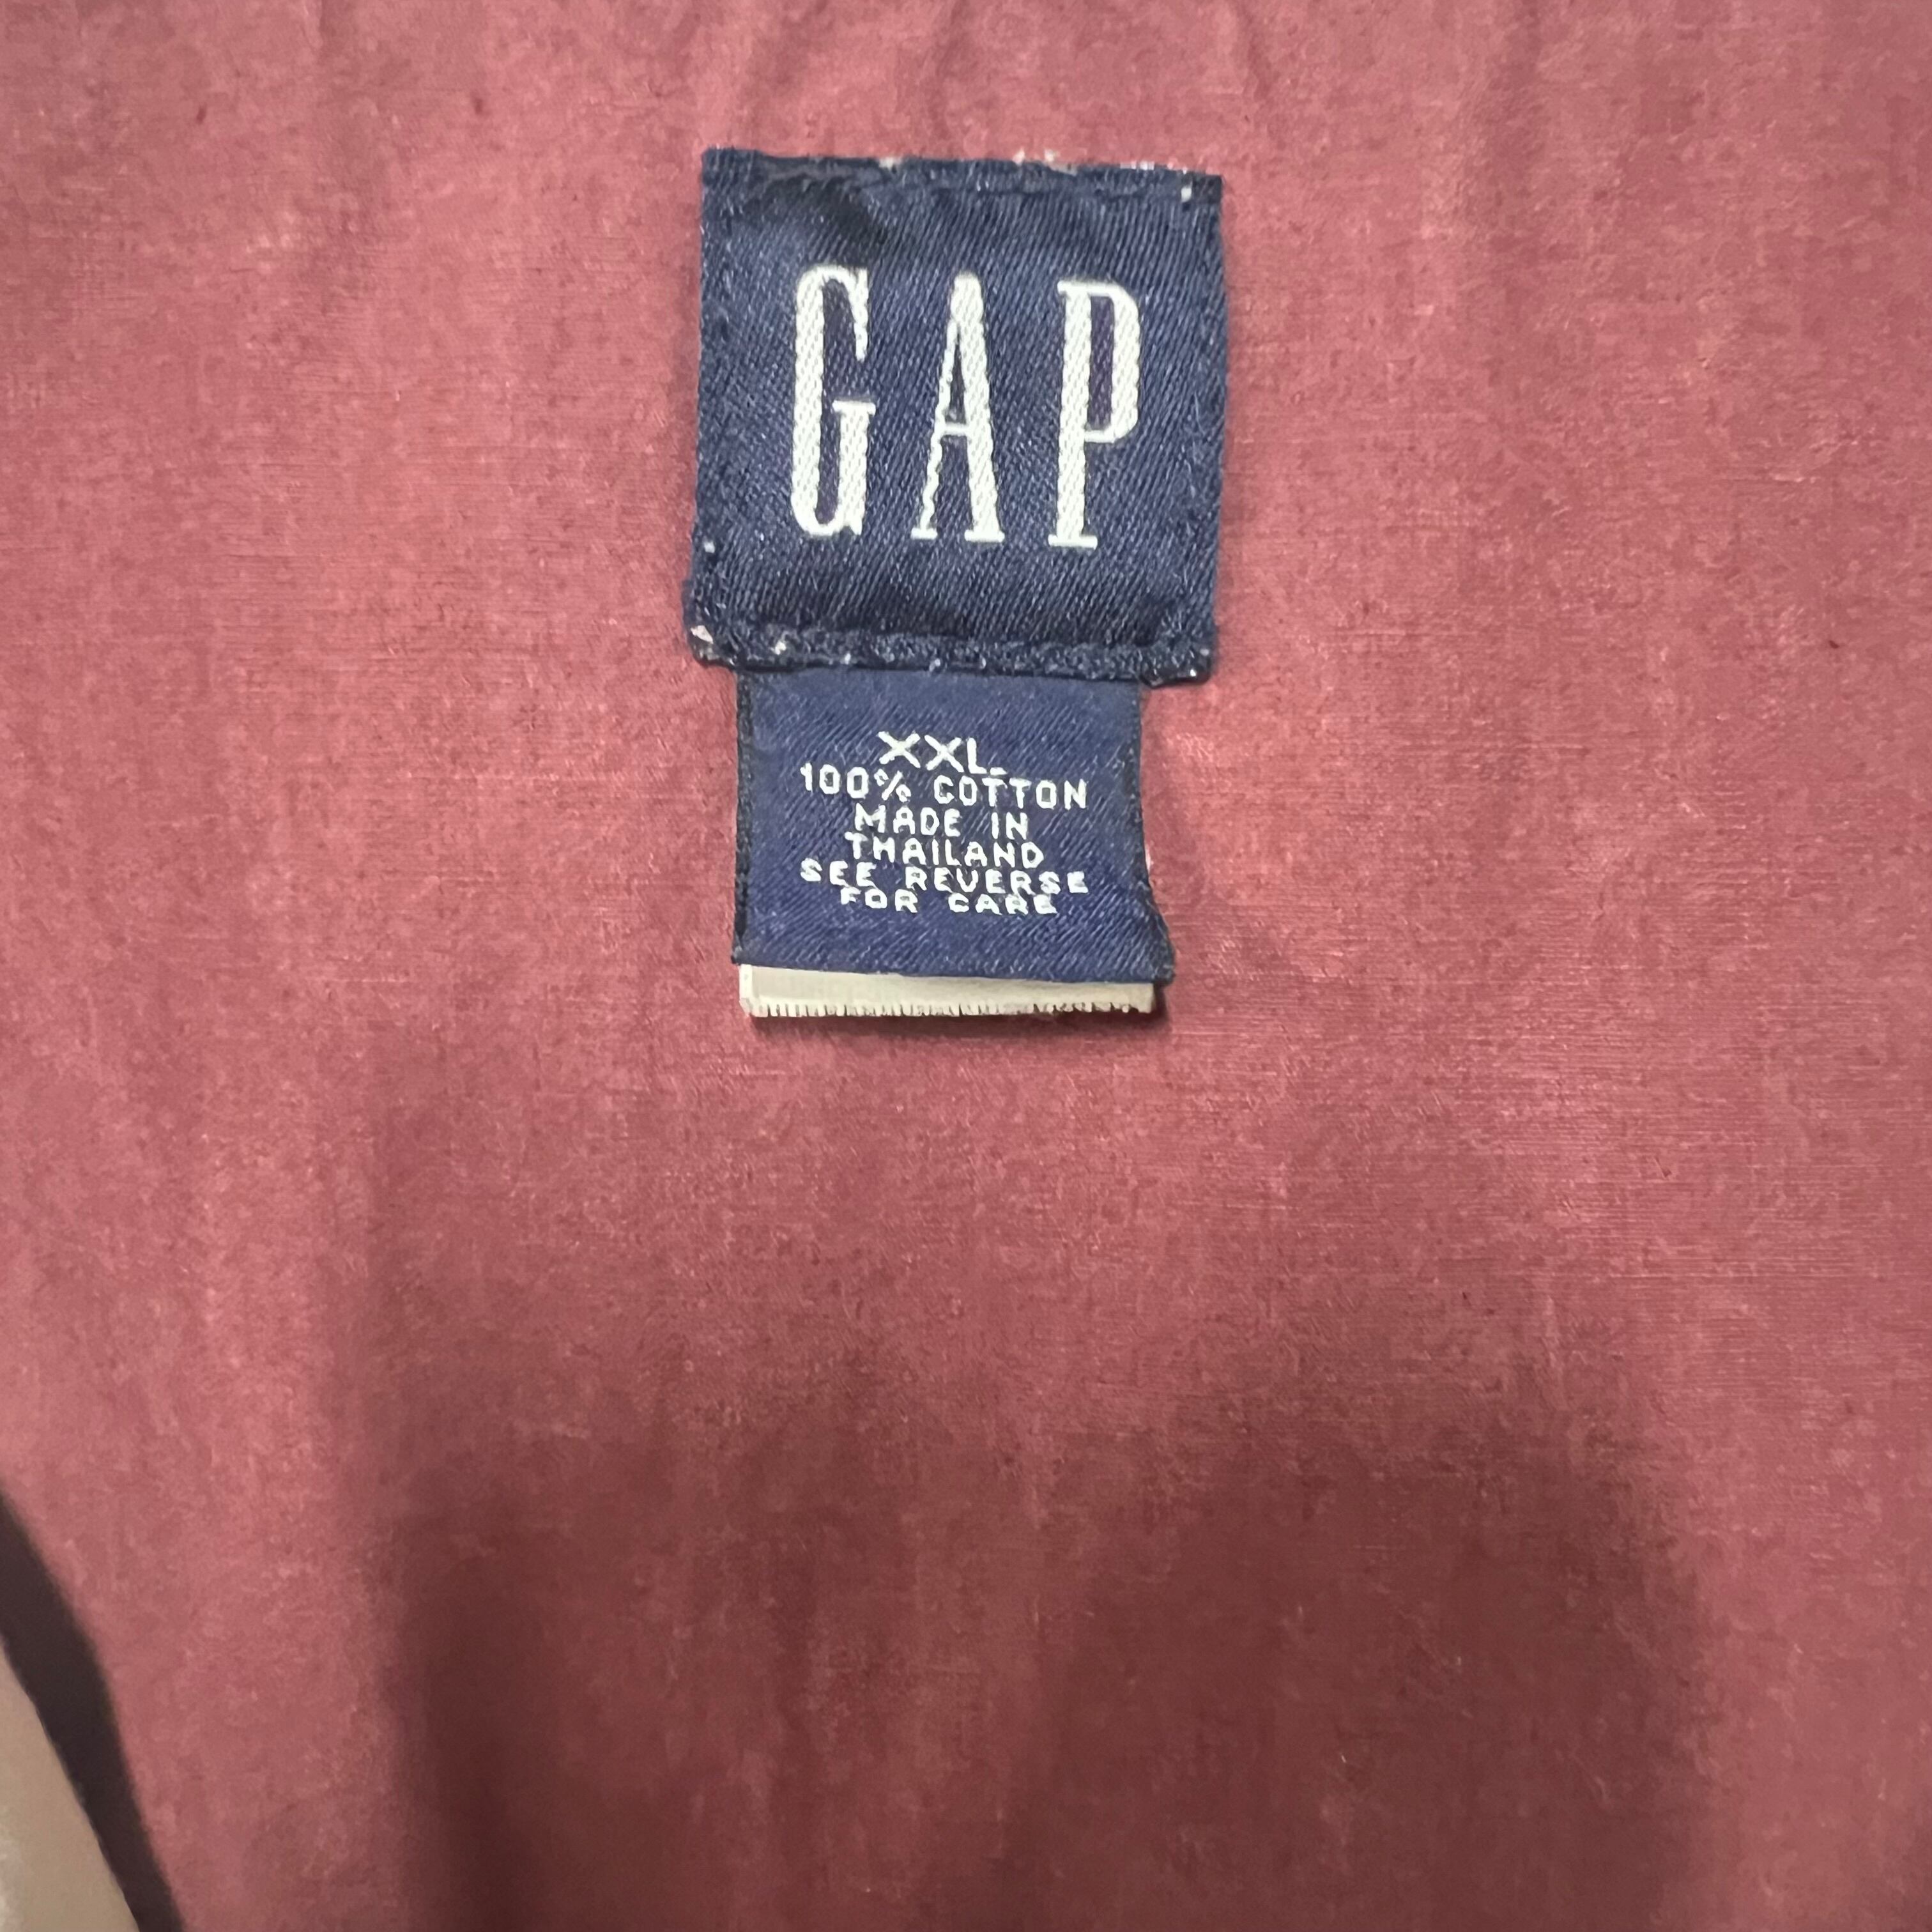 GAP
XXL
100% COTTON
MADE IN
THAILAND
SEE REVERSE
FOR CARE